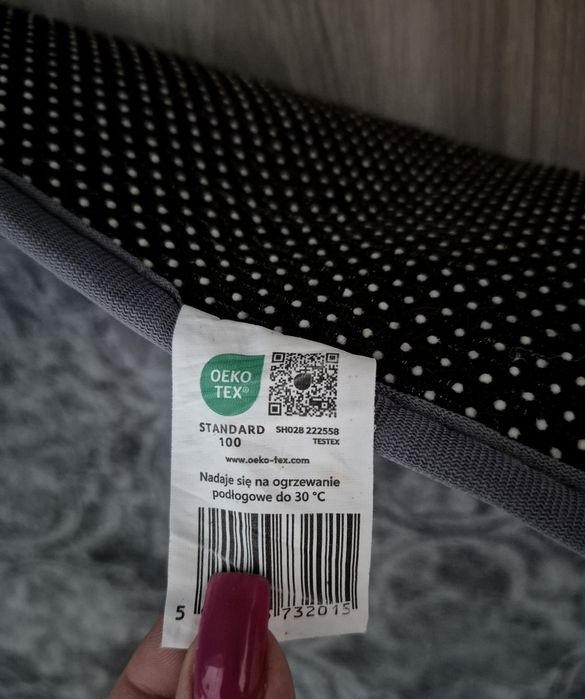 OEKO
TEX®
STANDARD
100
SH028 222558
TESTEX
www.oeko-tex.com
Nadaje się na ogrzewanie
podłogowe do 30 °C
5 732015